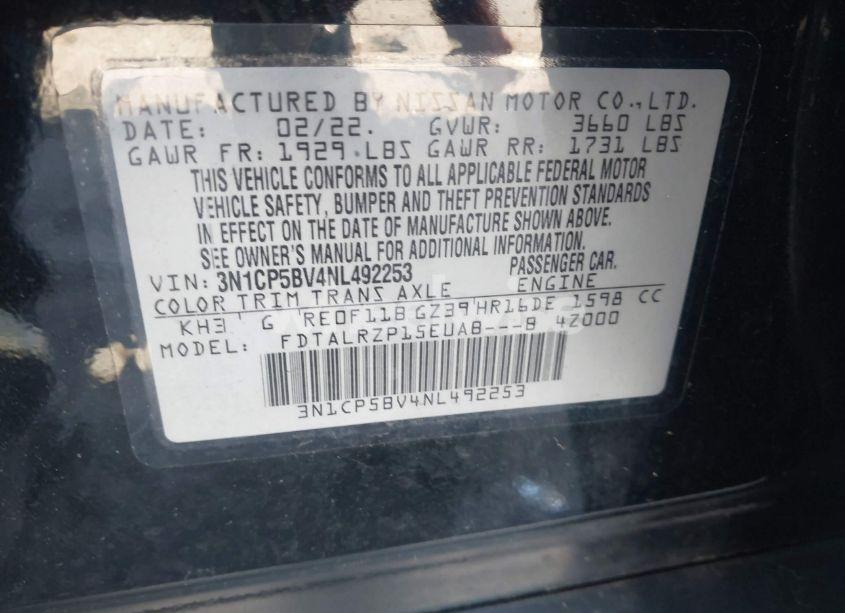 MANUFACTURED BY NISSAN MOTOR CO., LTD.
DATE: 02/22. GVWR: 3660 LBS
GAWR FR: 1929 LBS GAWR RR: 1731 LBS
THIS VEHICLE CONFORMS TO ALL APPLICABLE FEDERAL MOTOR
VEHICLE SAFETY, BUMPER AND THEFT PREVENTION STANDARDS
IN EFFECT ON THE DATE OF MANUFACTURE SHOWN ABOVE.
SEE OWNER'S MANUAL FOR ADDITIONAL INFORMATION.
VIN: 3N1CP5BV4NL492253 PASSENGER CAR.
COLOR TRIM TRANS AXLE ENGINE
KH3 G RE0F11B GZ39 HR16DE 1598 CC
MODEL: FDTALRZP15EUAB---B 4Z000
3N1CP5BV4NL492253